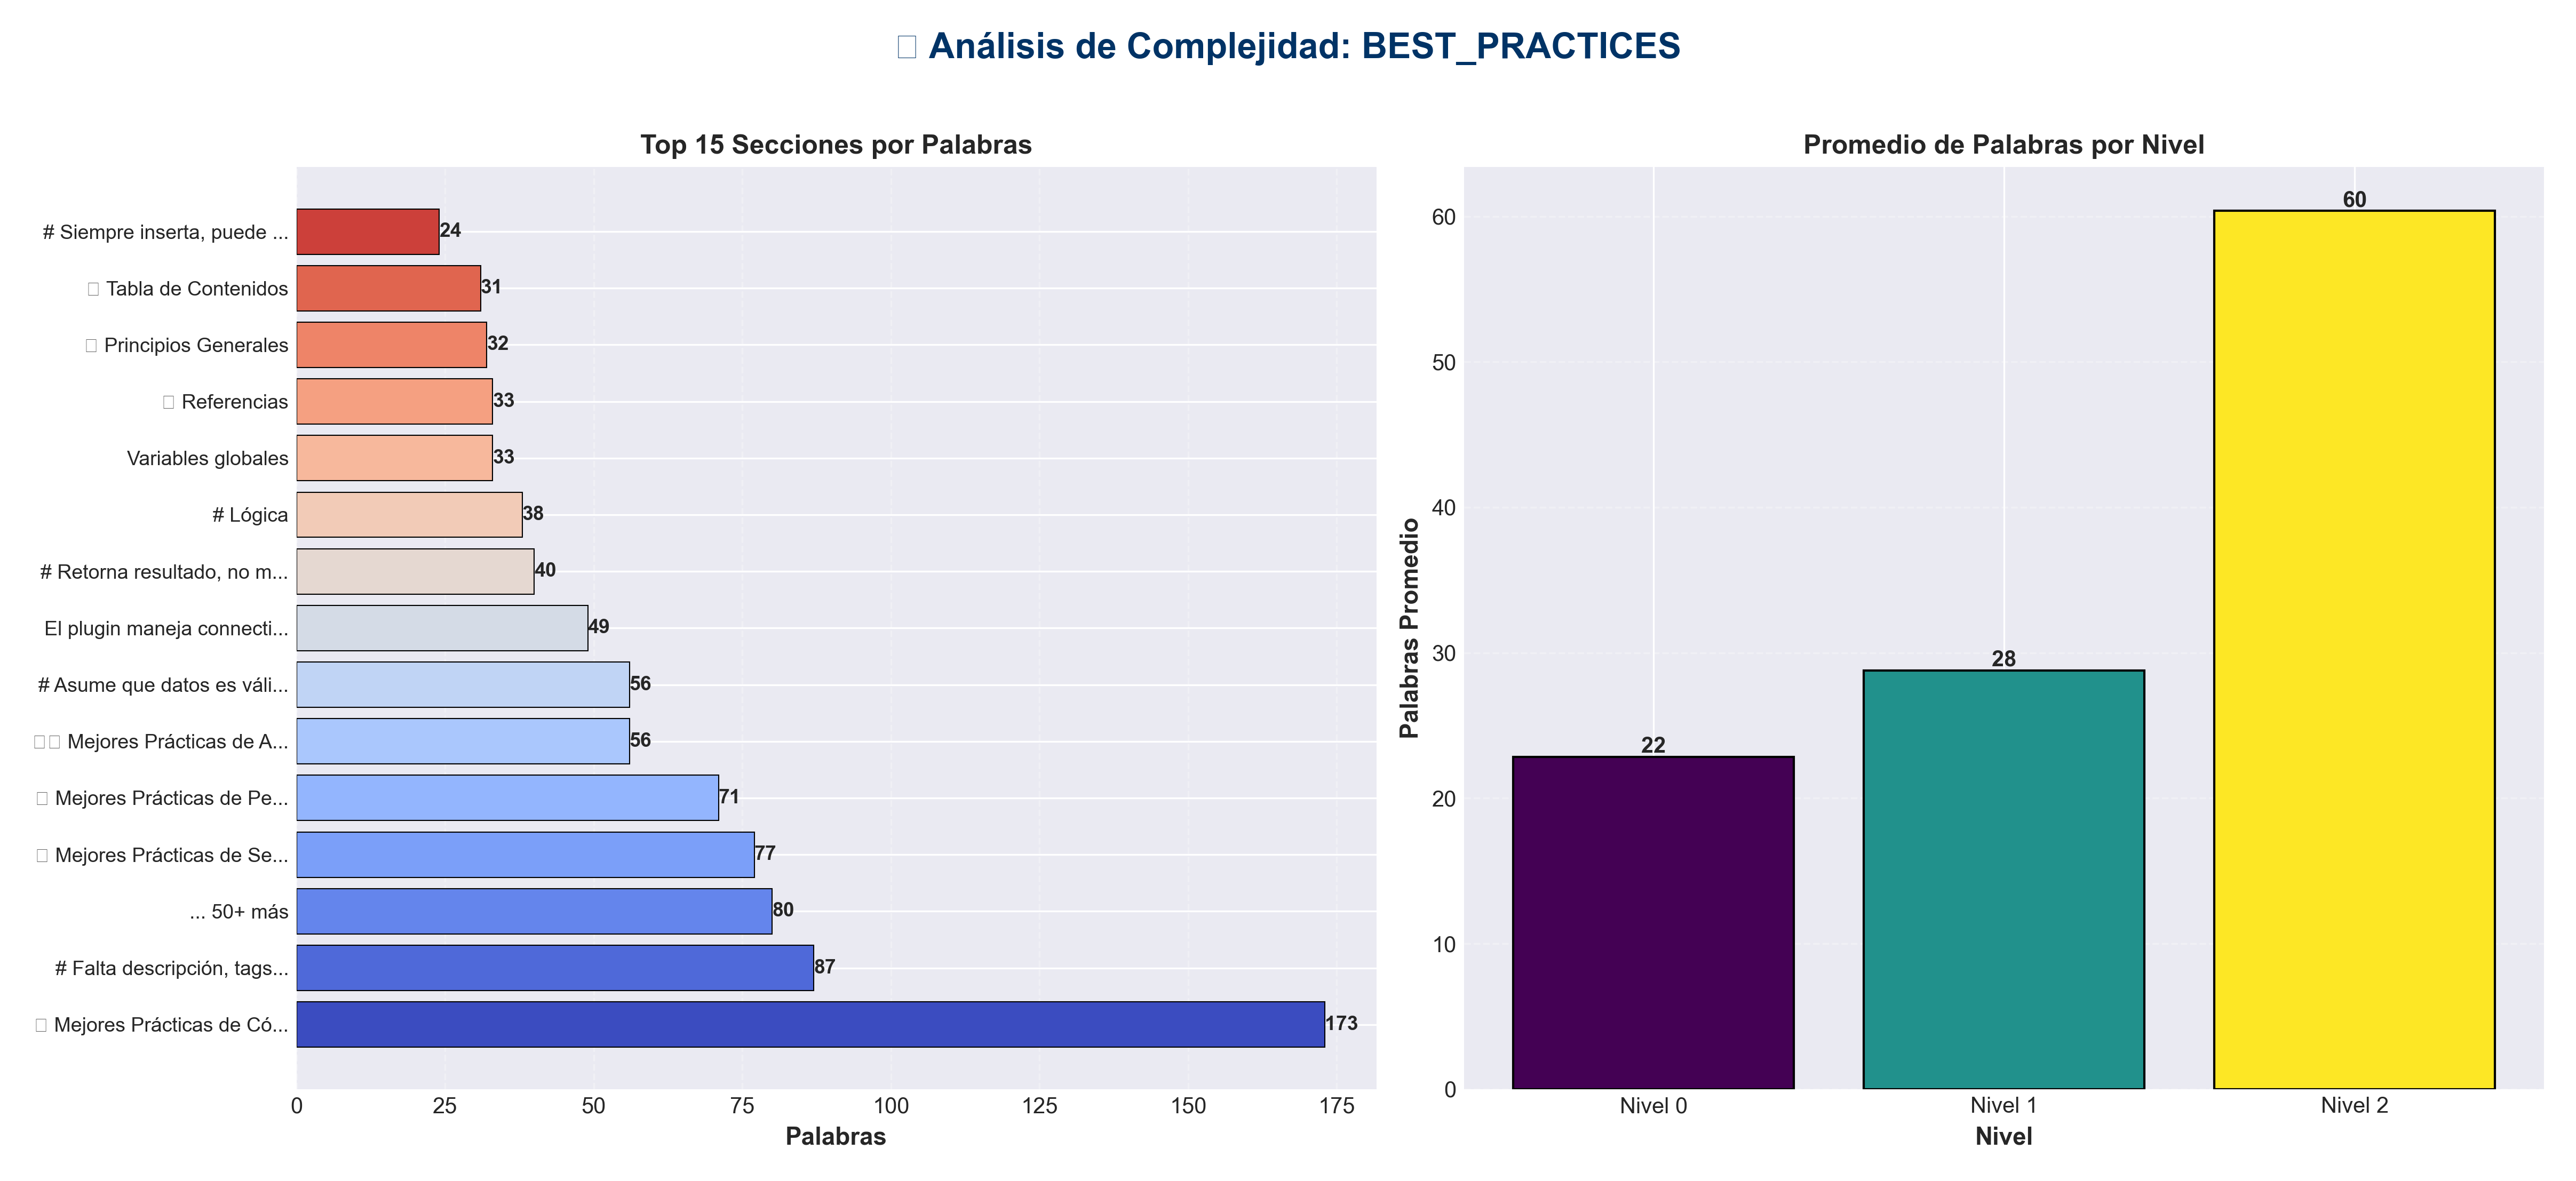 Análisis de Complejidad: BEST_PRACTICES
Top 15 Secciones por Palabras
# Siempre inserta, puede ... 24
Tabla de Contenidos 31
Principios Generales 32
Referencias 33
Variables globales 33
# Lógica 38
# Retorna resultado, no m... 40
El plugin maneja connecti... 49
# Asume que datos es váli... 56
Mejores Prácticas de A... 56
Mejores Prácticas de Pe... 71
Mejores Prácticas de Se... 77
... 50+ más 80
# Falta descripción, tags... 87
Mejores Prácticas de Có... 173
0 25 50 75 100 125 150 175
Palabras
Promedio de Palabras por Nivel
Palabras Promedio
60
50
40
30
20
10
0
22
28
60
Nivel 0 Nivel 1 Nivel 2
Nivel